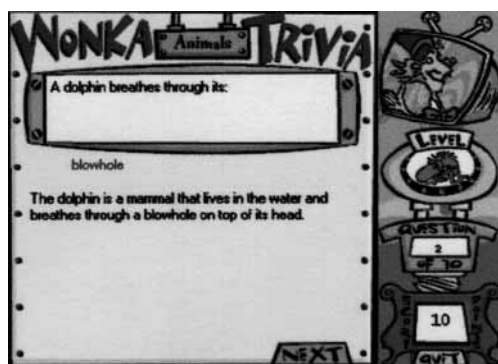 WONKA Animals TRIVIA
A dolphin breathes through its:
blowhole
The dolphin is a mammal that lives in the water and
breathes through a blowhole on top of its head.
LEVEL
QUESTION
2
of 10
10
NEXT
QUIT